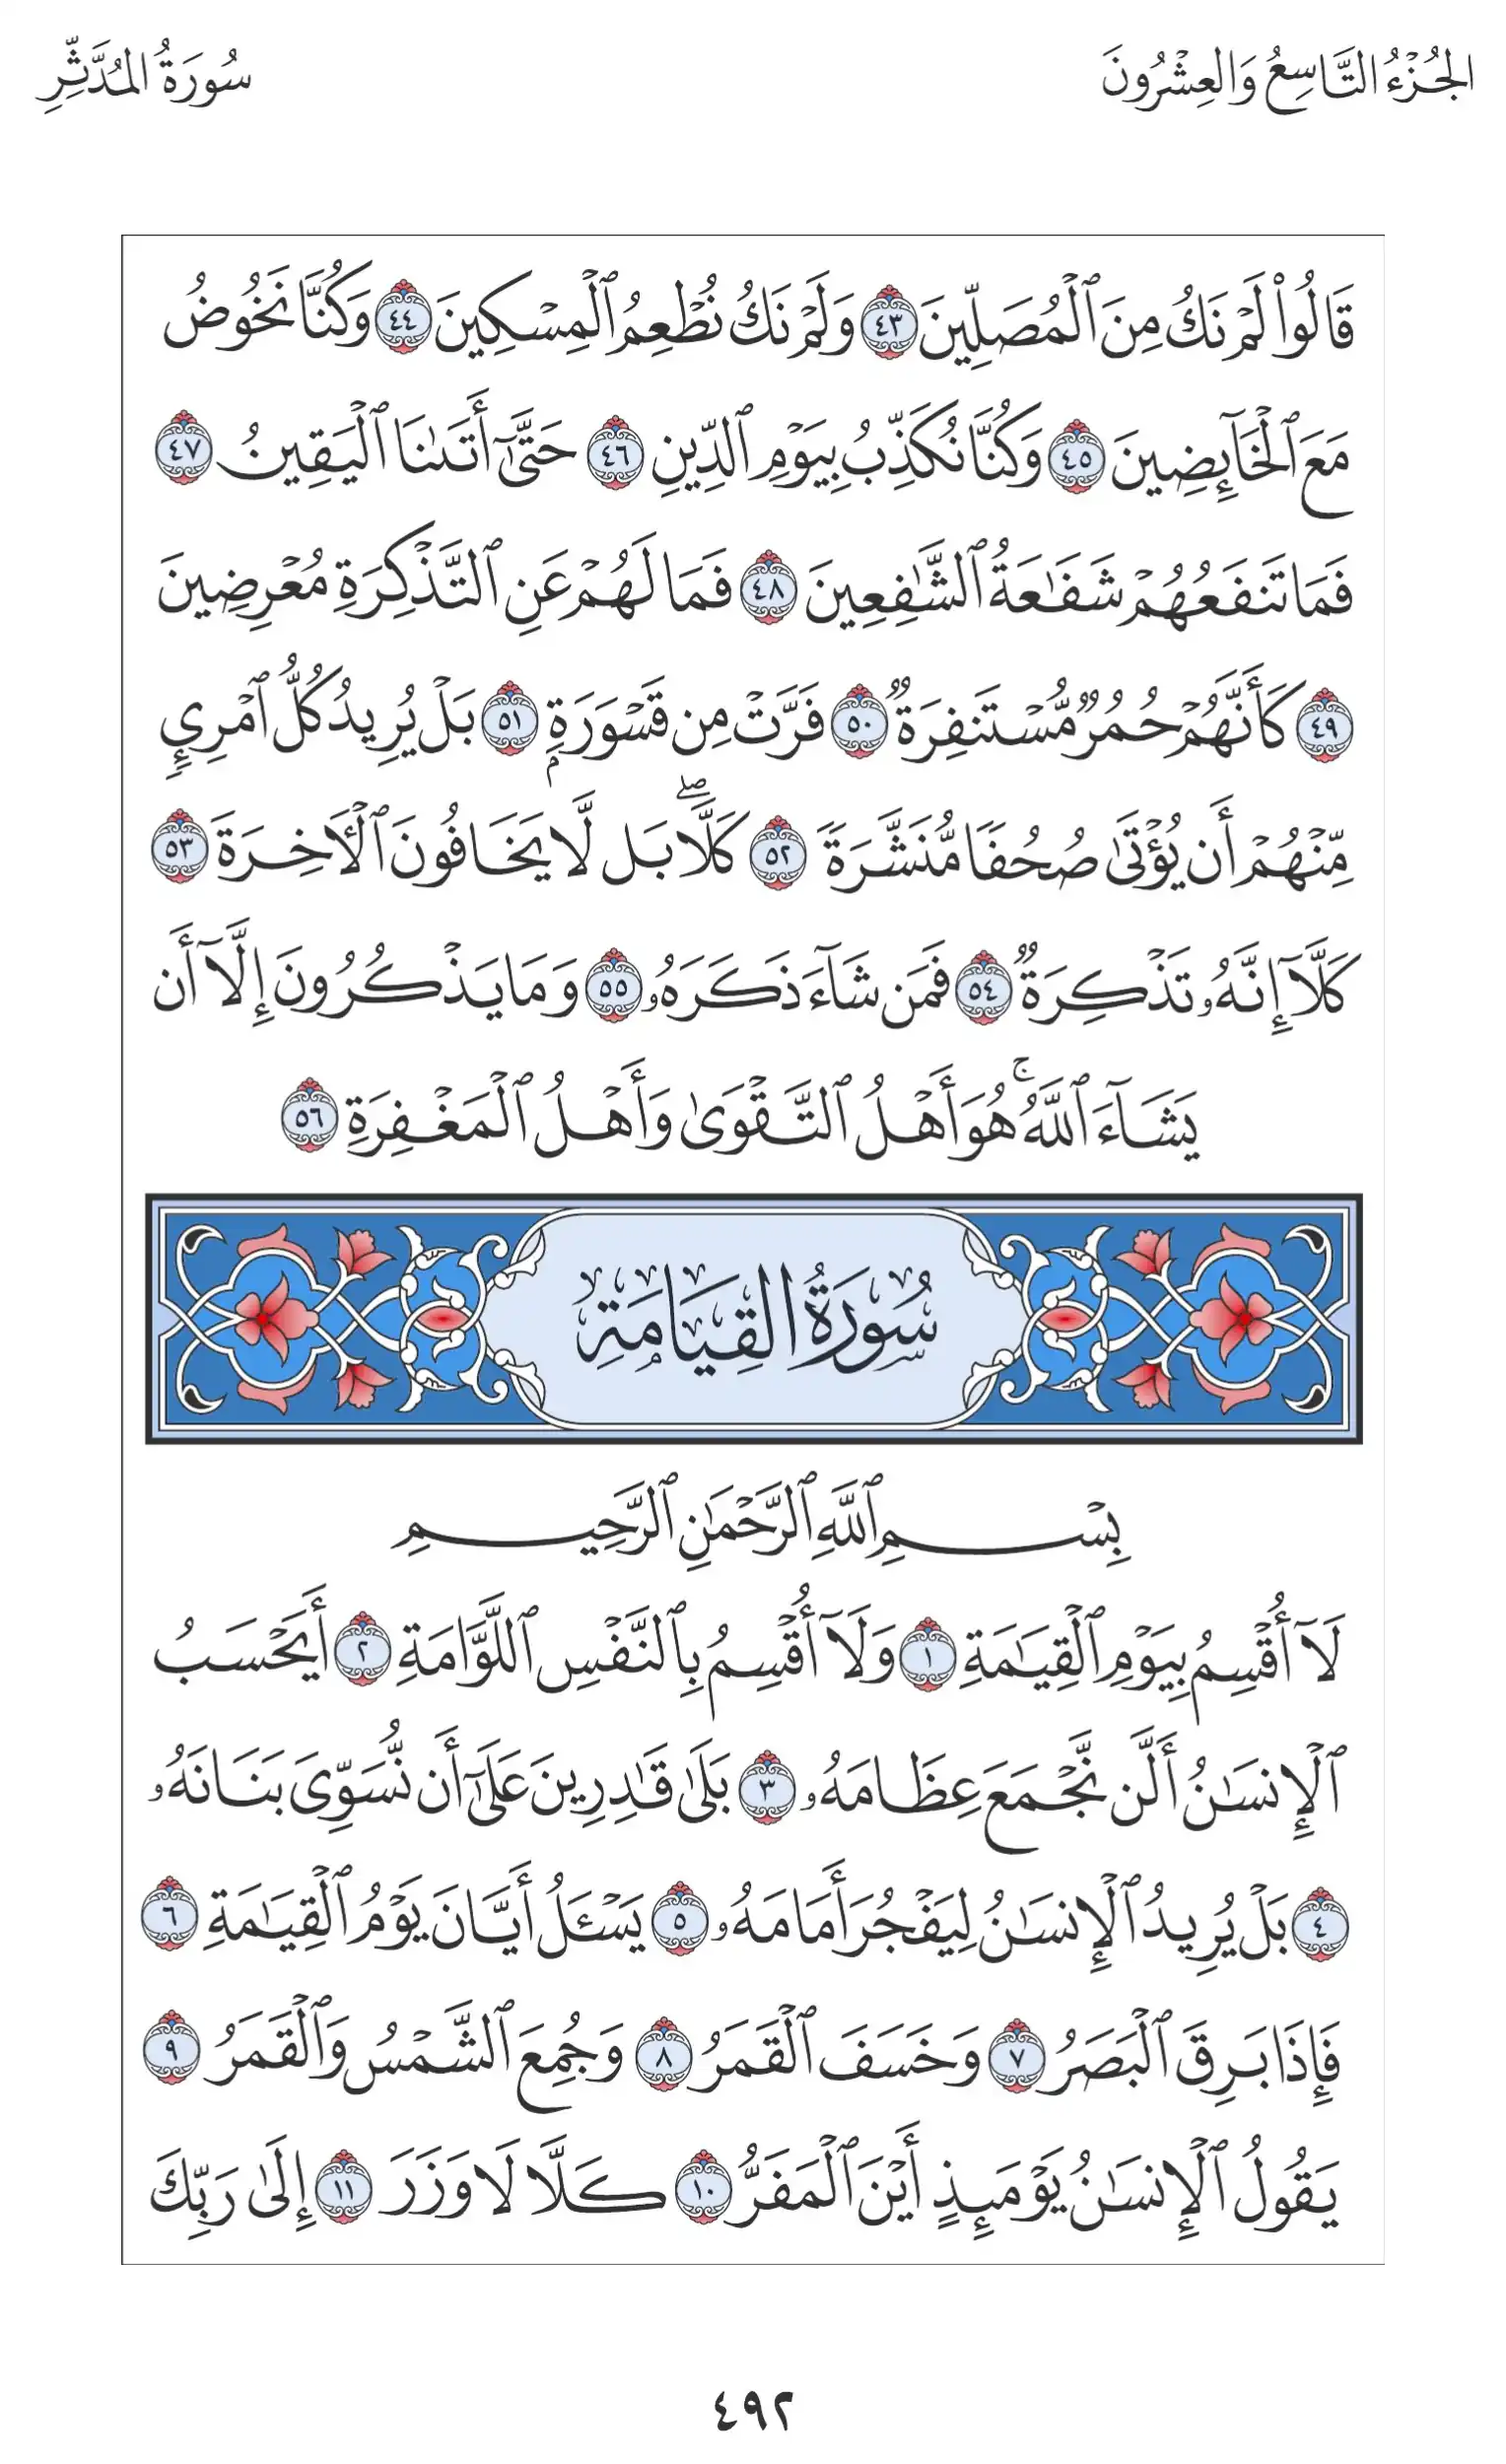 الجُزْءُ التَّاسِعُ وَالعِشْرُونَ
سُورَةُ المُدَّثِّرِ
قَالُواْ لَمۡ نَكُ مِنَ ٱلۡمُصَلِّينَ ٤٣ وَلَمۡ نَكُ نُطۡعِمُ ٱلۡمِسۡكِينَ ٤٤ وَكُنَّا نَخُوضُ
مَعَ ٱلۡخَآئِضِينَ ٤٥ وَكُنَّا نُكَذِّبُ بِيَوۡمِ ٱلدِّينِ ٤٦ حَتَّىٰٓ أَتَىٰنَا ٱلۡيَقِينُ ٤٧
فَمَا تَنفَعُهُمۡ شَفَٰعَةُ ٱلشَّٰفِعِينَ ٤٨ فَمَا لَهُمۡ عَنِ ٱلتَّذۡكِرَةِ مُعۡرِضِينَ
٤٩ كَأَنَّهُمۡ حُمُرٞ مُّسۡتَنفِرَةٞ ٥٠ فَرَّتۡ مِن قَسۡوَرَةِۭ ٥١ بَلۡ يُرِيدُ كُلُّ ٱمۡرِيٕٖ
مِّنۡهُمۡ أَن يُؤۡتَىٰ صُحُفٗا مُّنَشَّرَةٗ ٥٢ كَلَّاۖ بَل لَّا يَخَافُونَ ٱلۡأٓخِرَةَ ٥٣
كَلَّآ إِنَّهُۥ تَذۡكِرَةٞ ٥٤ فَمَن شَآءَ ذَكَرَهُۥ ٥٥ وَمَا يَذۡكُرُونَ إِلَّآ أَن
يَشَآءَ ٱللَّهُۚ هُوَ أَهۡلُ ٱلتَّقۡوَىٰ وَأَهۡلُ ٱلۡمَغۡفِرَةِ ٥٦
سُورَةُ القِيَامَةِ
بِسۡمِ ٱللَّهِ ٱلرَّحۡمَٰنِ ٱلرَّحِيمِ
لَآ أُقۡسِمُ بِيَوۡمِ ٱلۡقِيَٰمَةِ ١ وَلَآ أُقۡسِمُ بِٱلنَّفۡسِ ٱللَّوَّامَةِ ٢ أَيَحۡسَبُ
ٱلۡإِنسَٰنُ أَلَّن نَّجۡمَعَ عِظَامَهُۥ ٣ بَلَىٰ قَٰدِرِينَ عَلَىٰٓ أَن نُّسَوِّيَ بَنَانَهُۥ
٤ بَلۡ يُرِيدُ ٱلۡإِنسَٰنُ لِيَفۡجُرَ أَمَامَهُۥ ٥ يَسۡـَٔلُ أَيَّانَ يَوۡمُ ٱلۡقِيَٰمَةِ ٦
فَإِذَا بَرِقَ ٱلۡبَصَرُ ٧ وَخَسَفَ ٱلۡقَمَرُ ٨ وَجُمِعَ ٱلشَّمۡسُ وَٱلۡقَمَرُ ٩
يَقُولُ ٱلۡإِنسَٰنُ يَوۡمَئِذٍ أَيۡنَ ٱلۡمَفَرُّ ١٠ كَلَّا لَا وَزَرَ ١١ إِلَىٰ رَبِّكَ
٤٩٢